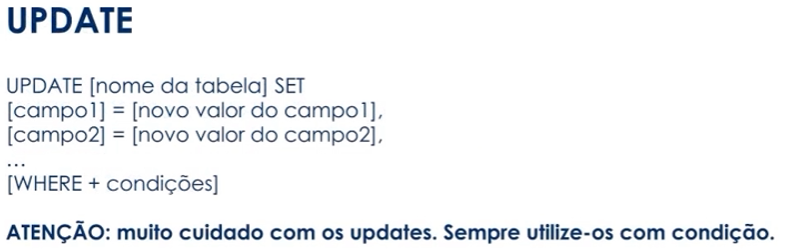 UPDATE
UPDATE [nome da tabela] SET
[campo1] = [novo valor do campo1],
[campo2] = [novo valor do campo2],
...
[WHERE + condições]
ATENÇÃO: muito cuidado com os updates. Sempre utilize-os com condição.